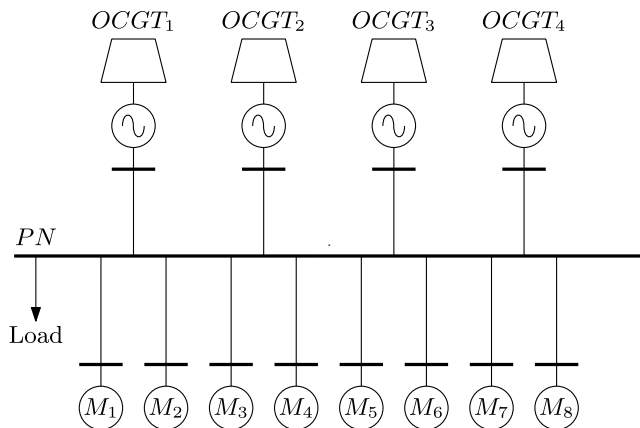 OCGT₁ OCGT₂ OCGT₃ OCGT₄
PN
Load
M₁ M₂ M₃ M₄ M₅ M₆ M₇ M₈